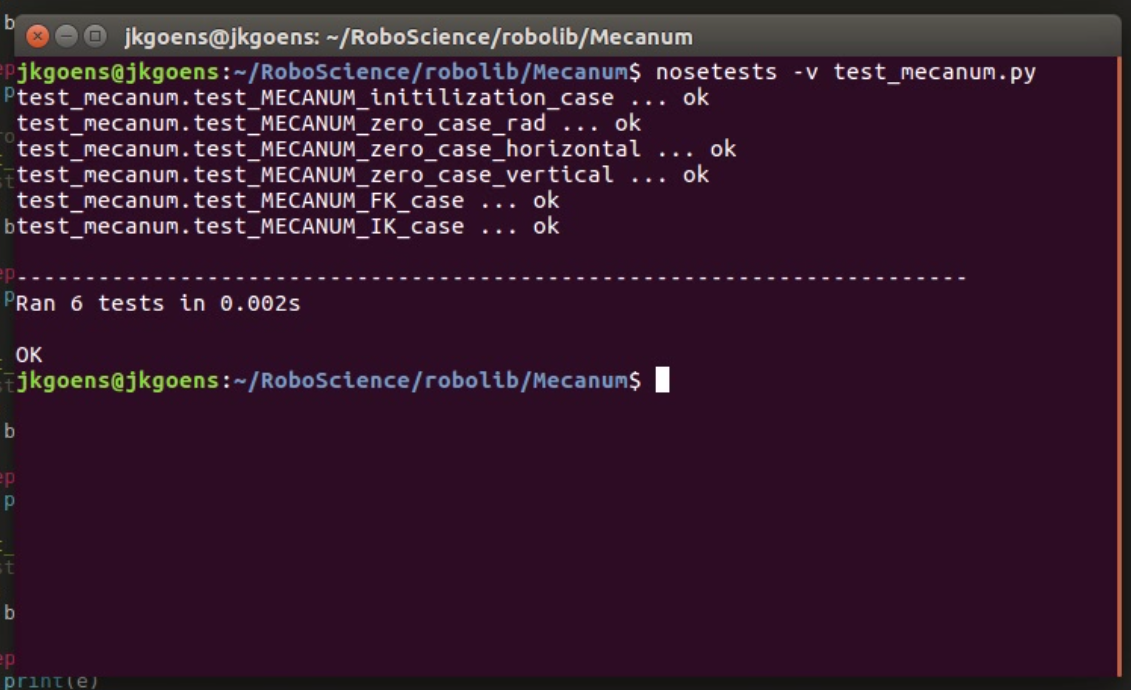 jkgoens@jkgoens: ~/RoboScience/robolib/Mecanum
jkgoens@jkgoens:~/RoboScience/robolib/Mecanum$ nosetests -v test_mecanum.py
test_mecanum.test_MECANUM_initilization_case ... ok
test_mecanum.test_MECANUM_zero_case_rad ... ok
test_mecanum.test_MECANUM_zero_case_horizontal ... ok
test_mecanum.test_MECANUM_zero_case_vertical ... ok
test_mecanum.test_MECANUM_FK_case ... ok
test_mecanum.test_MECANUM_IK_case ... ok
----------------------------------------------------------------------
Ran 6 tests in 0.002s
OK
jkgoens@jkgoens:~/RoboScience/robolib/Mecanum$
print(e)